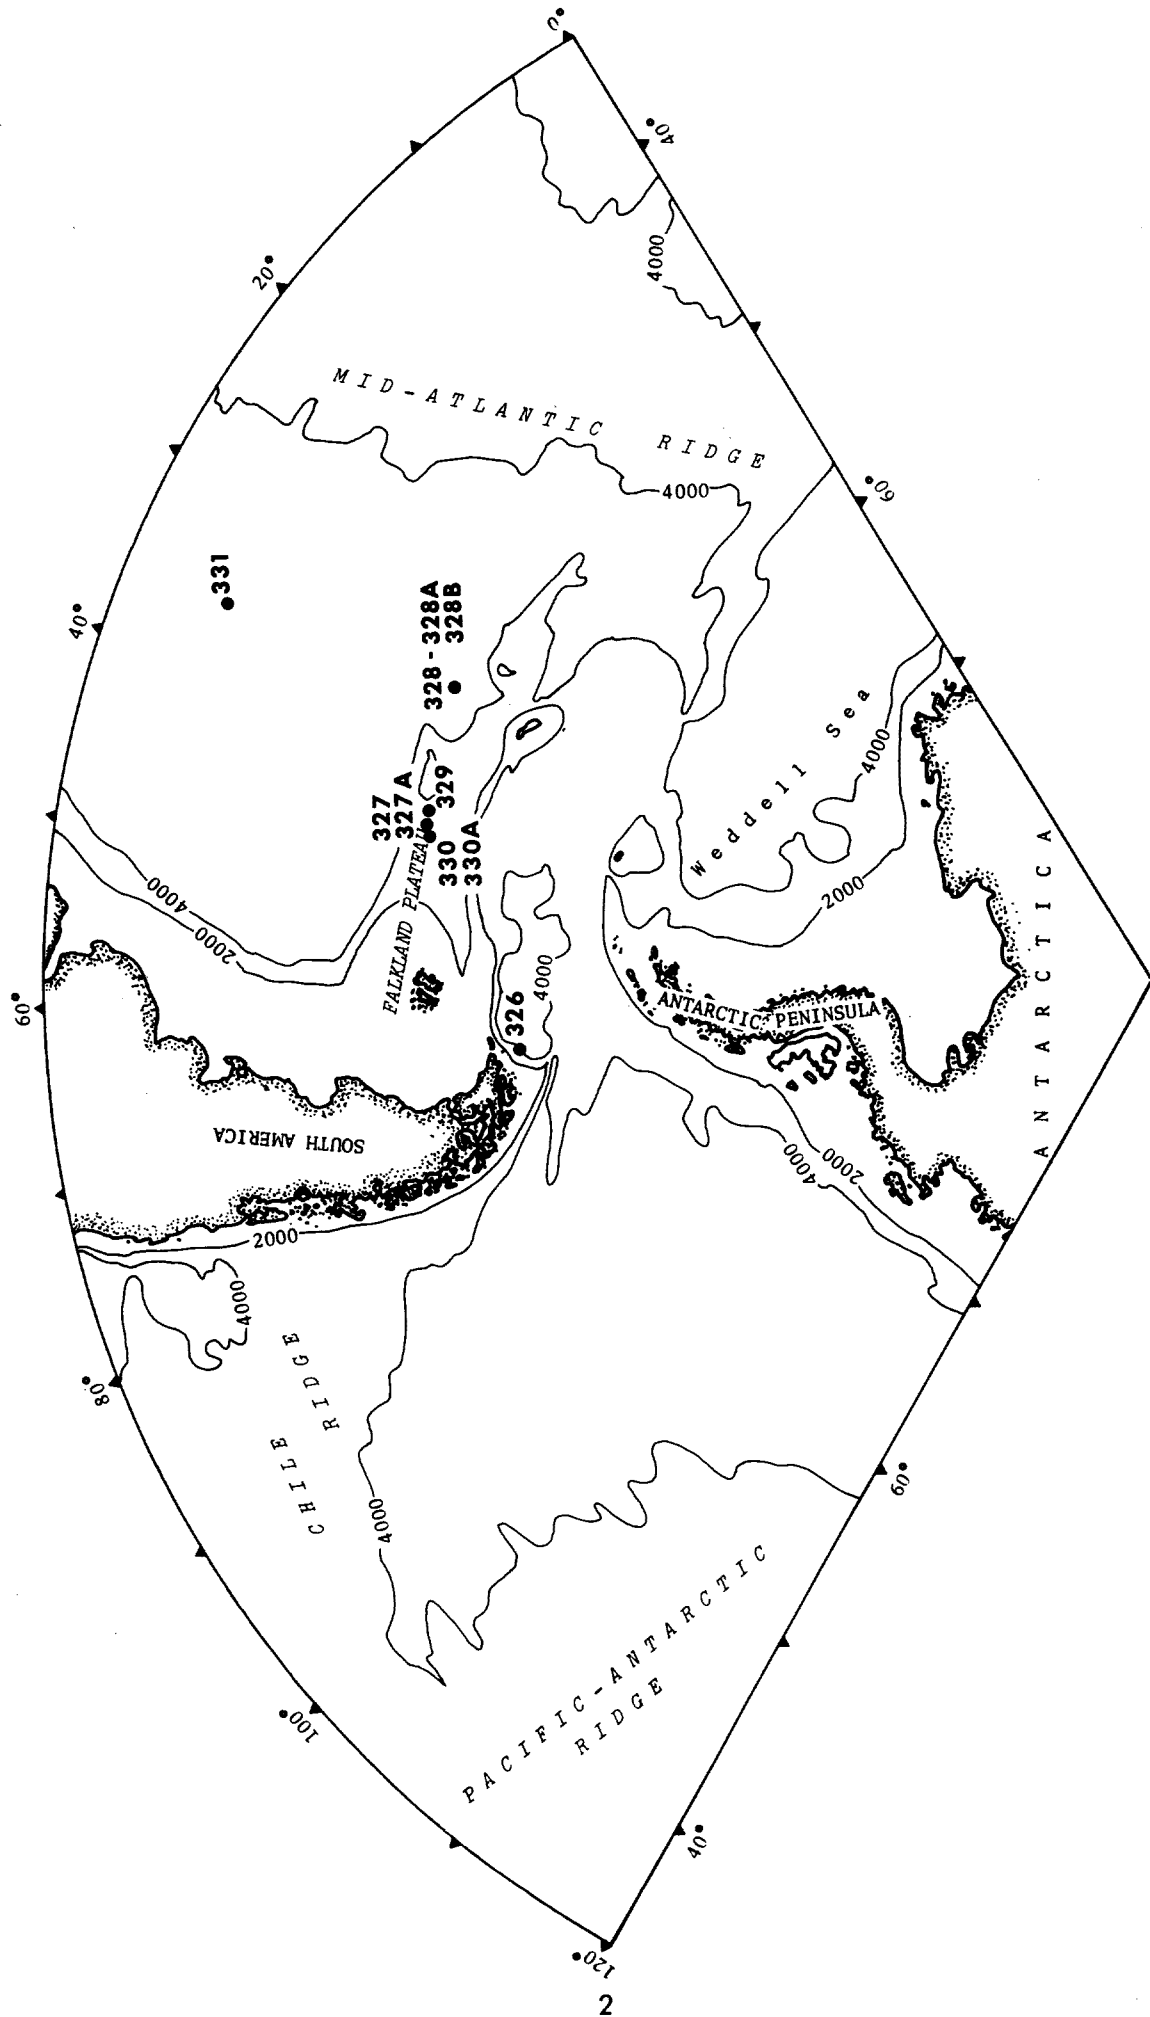 0°
20°
40°
60°
80°
100°
120°
40°
60°
60°
40°
MID-ATLANTIC RIDGE
4000
4000
331
328 - 328A
328B
327
327A
329
330
330A
FALKLAND PLATEAU
4000
2000
326
4000
SOUTH AMERICA
2000
4000
CHILE
RIDGE
4000
PACIFIC-ANTARCTIC
RIDGE
Weddell Sea
4000
2000
ANTARCTIC PENINSULA
4000
2000
ANTARCTICA
2